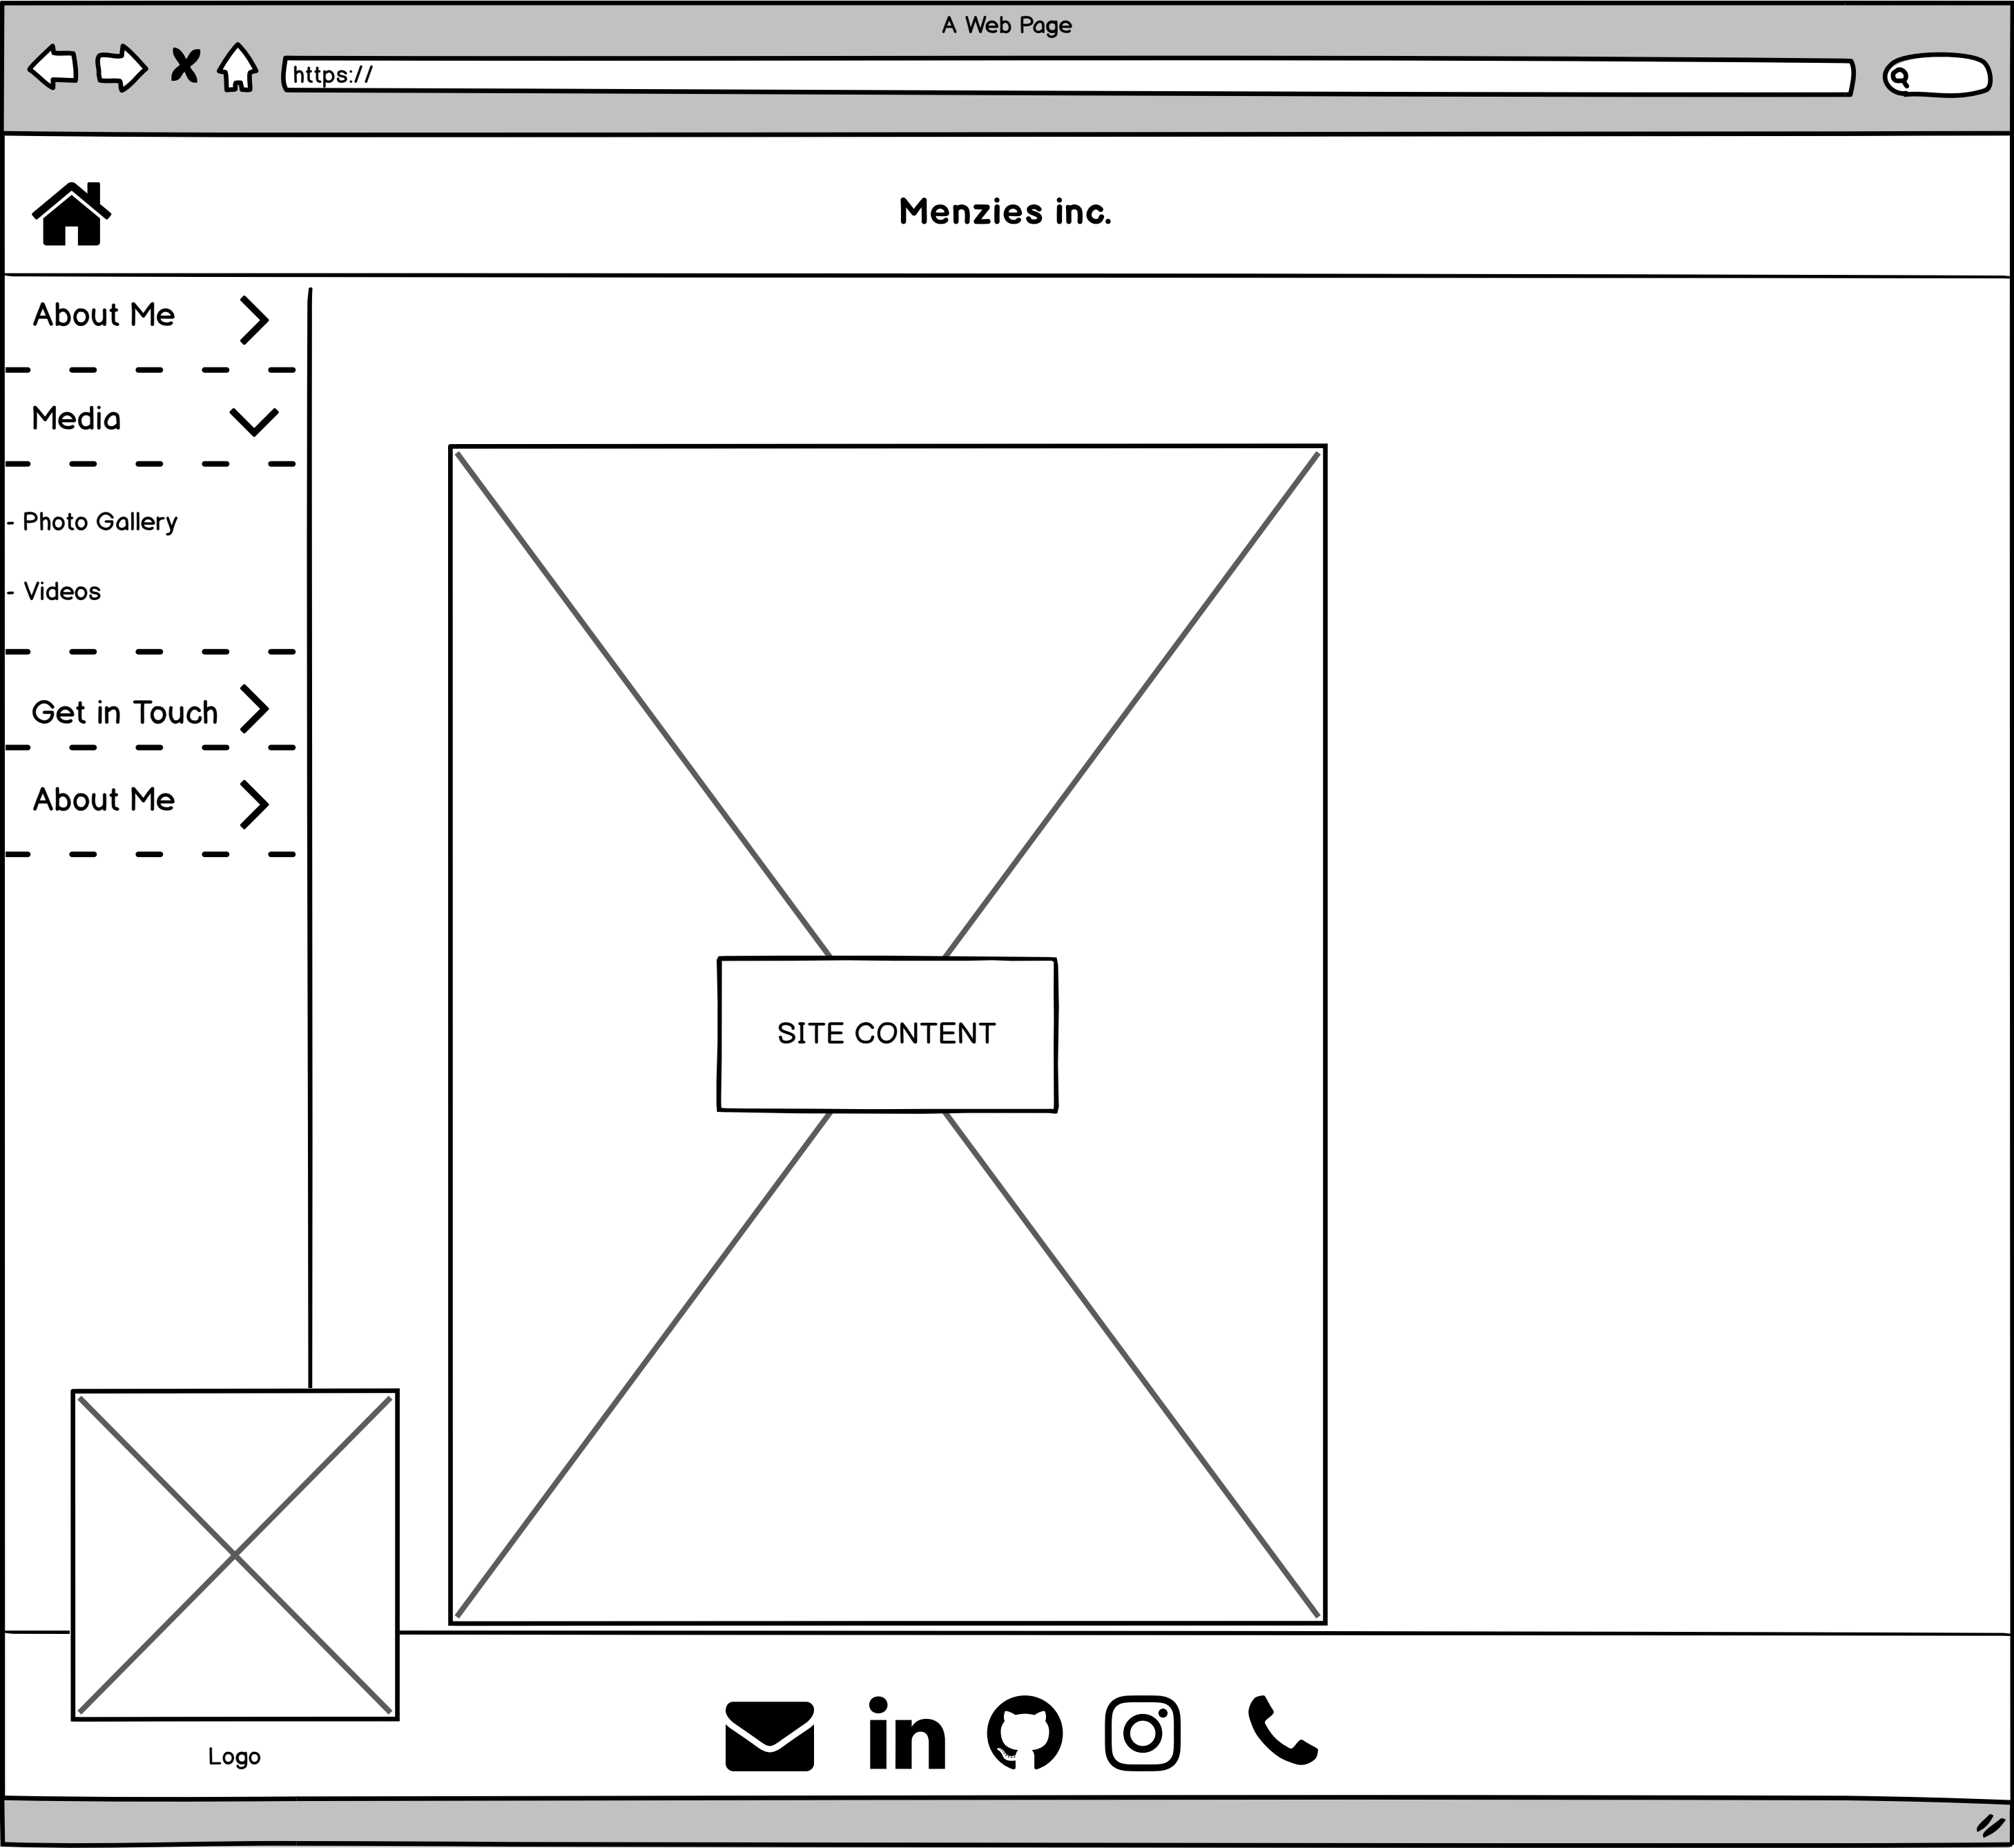 A Web Page
https://
Menzies inc.
About Me
Media
- Photo Gallery
- Videos
Get in Touch
About Me
SITE CONTENT
in
Logo